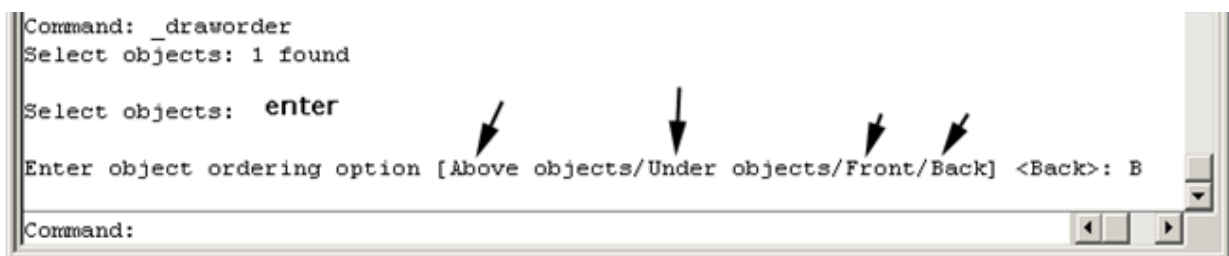 Command: _draworder
Select objects: 1 found
Select objects: enter
Enter object ordering option [Above objects/Under objects/Front/Back] <Back>: B
Command: